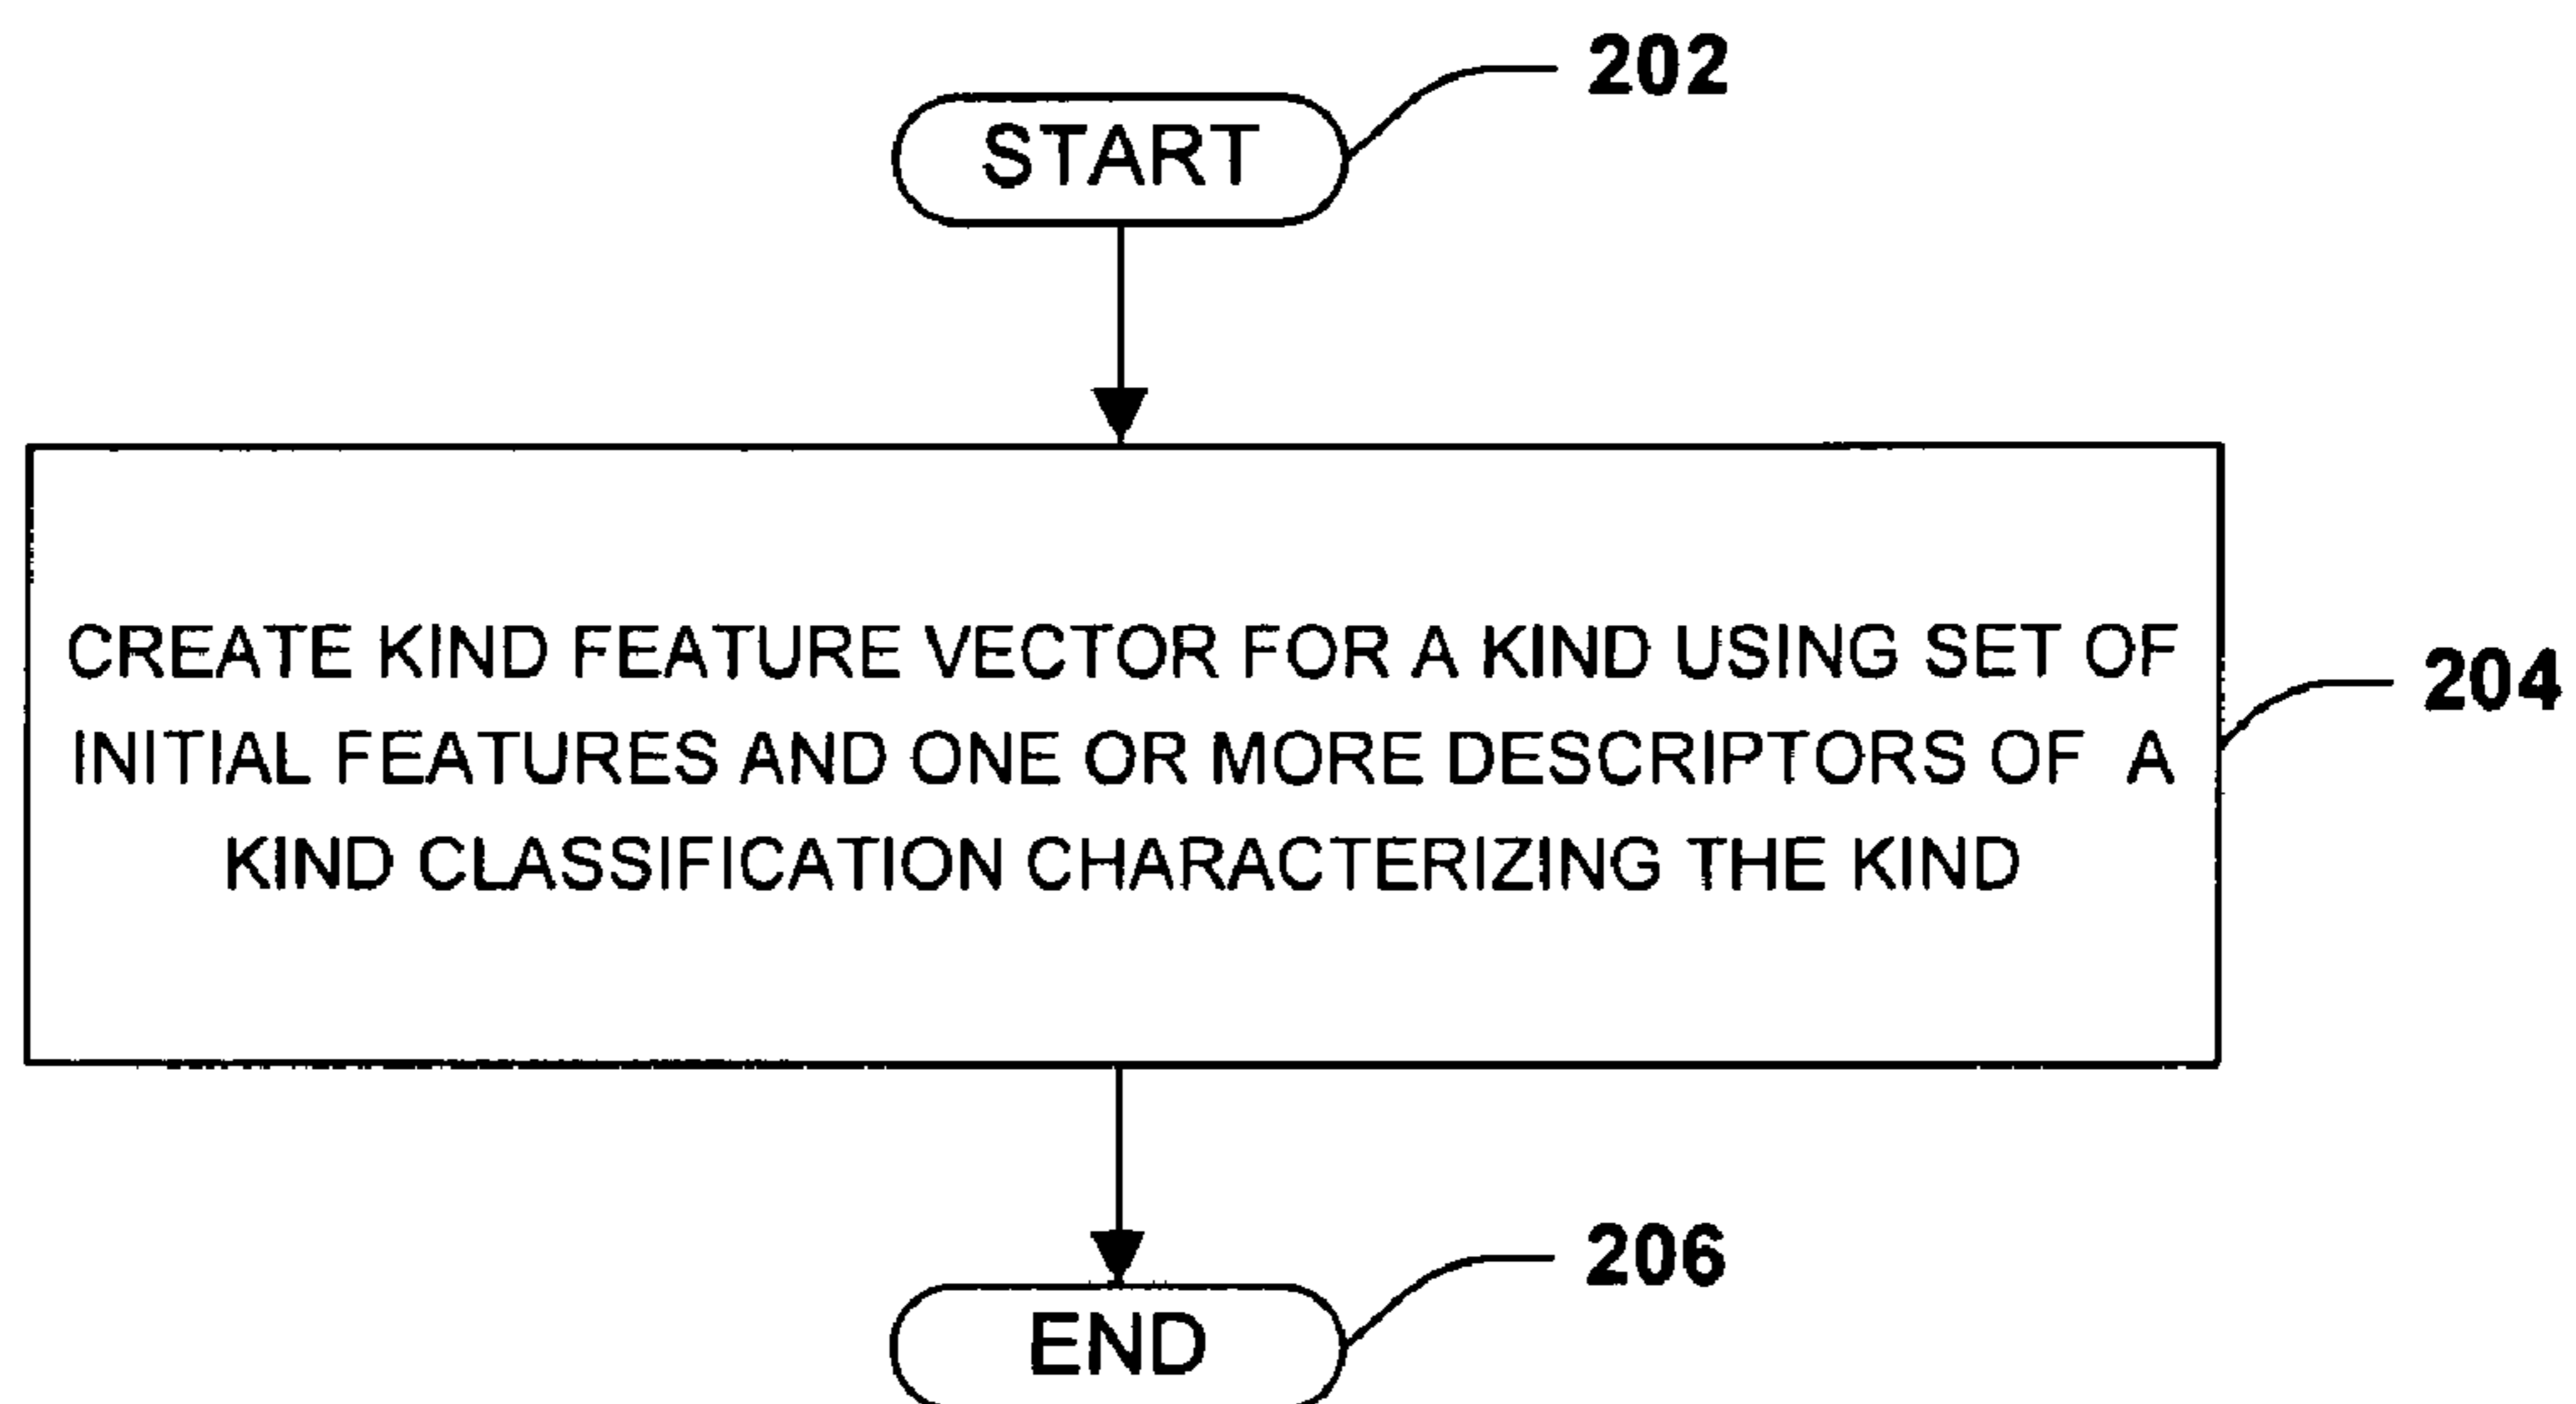 202
START
CREATE KIND FEATURE VECTOR FOR A KIND USING SET OF
INITIAL FEATURES AND ONE OR MORE DESCRIPTORS OF A
KIND CLASSIFICATION CHARACTERIZING THE KIND
204
206
END